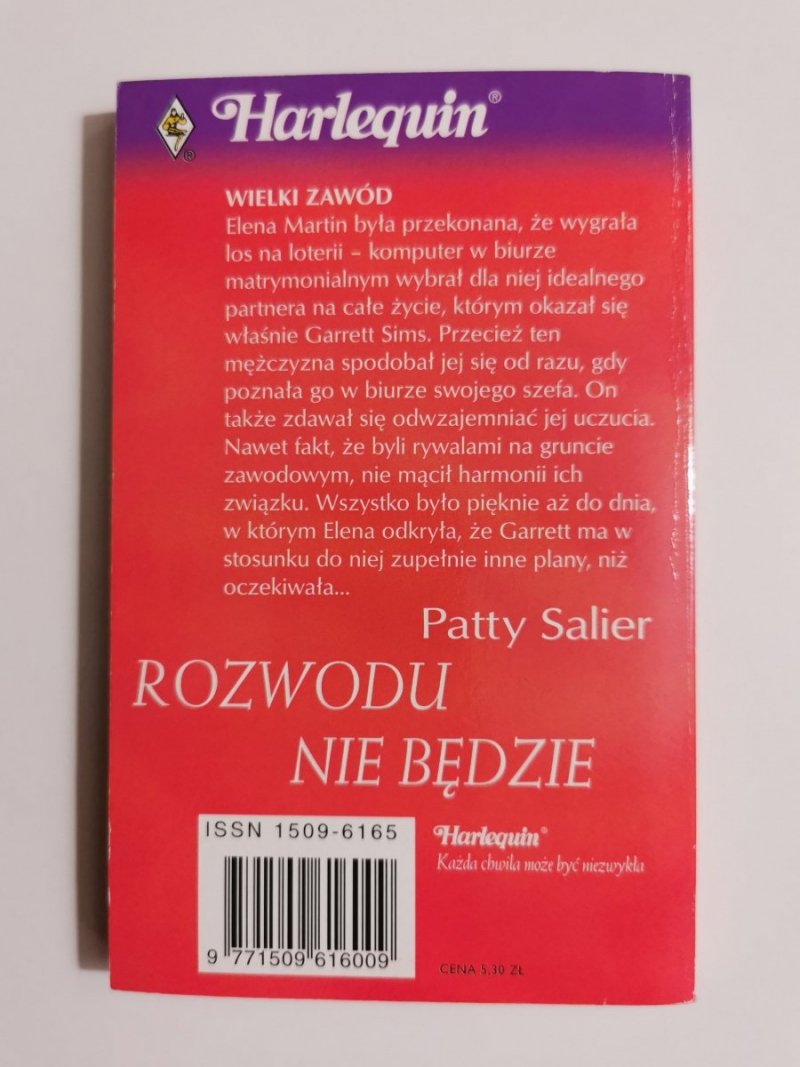 Harlequin®
®
WIELKI ZAWÓD
Elena Martin była przekonana, że wygrała
los na loterii – komputer w biurze
matrymonialnym wybrał dla niej idealnego
partnera na całe życie, którym okazał się
właśnie Garrett Sims. Przecież ten
mężczyzna spodobał jej się od razu, gdy
poznała go w biurze swojego szefa. On
także zdawał się odwzajemniać jej uczucia.
Nawet fakt, że byli rywalami na gruncie
zawodowym, nie mącił harmonii ich
związku. Wszystko było pięknie aż do dnia,
w którym Elena odkryła, że Garrett ma w
stosunku do niej zupełnie inne plany, niż
oczekiwała...
Patty Salier
ROZWODU
NIE BĘDZIE
ISSN 1509-6165
9 771509 616009
Harlequin®
Każda chwila może być niezwykła
CENA 5,30 ZŁ